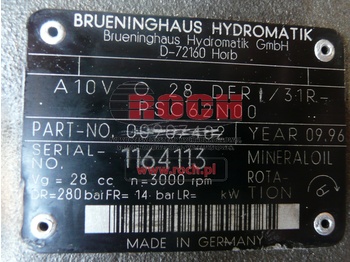 BRUENINGHAUS HYDROMATIK
Brueninghaus Hydromatik GmbH
D-72160 Horb
A10V O 28 DFR1/31R-
PSC62N00
PART-NO. 00907402 YEAR 09.96
SERIAL-NO. 1164113 MINERALOIL
Vg = 28 cc n= 3000 rpm ROTA-
PR= 280 bar FR= 14 bar LR= kW TION
MADE IN GERMANY